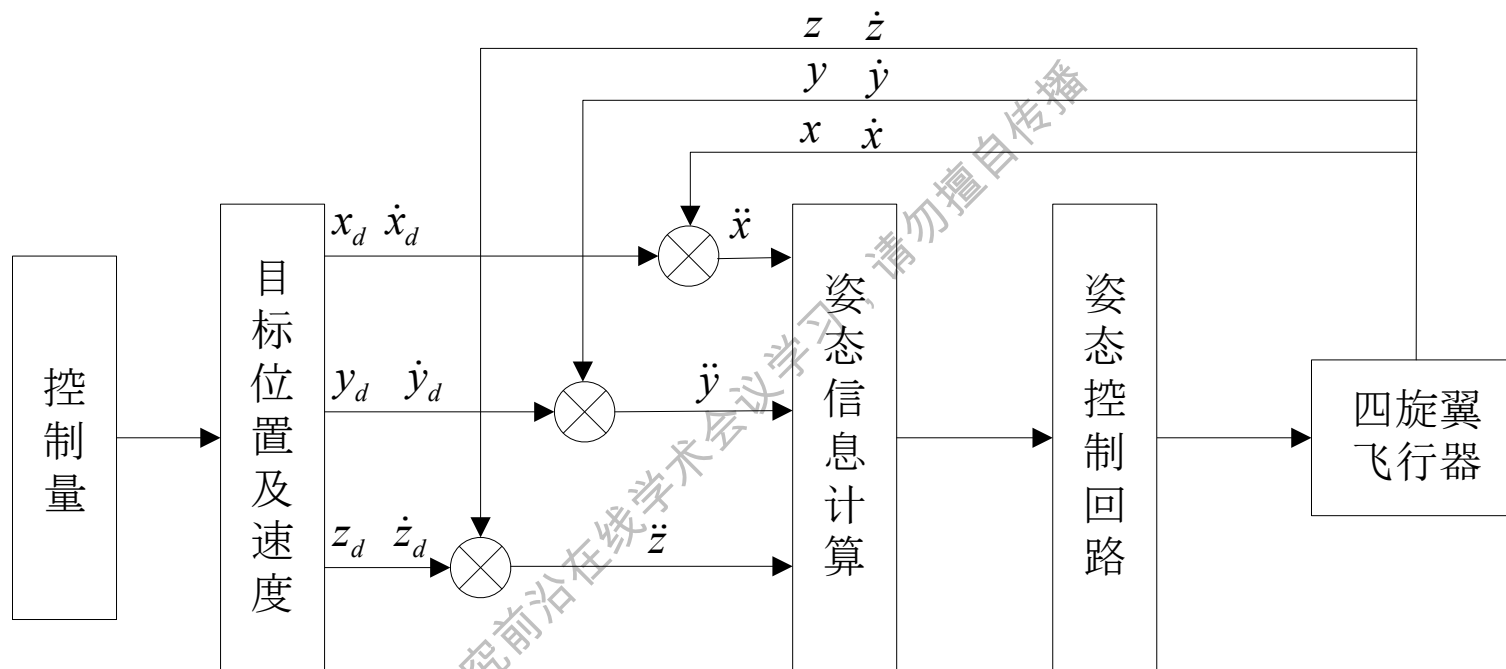 z ż
y ẏ
x ẋ
x_d ẋ_d
ẍ
y_d ẏ_d
ÿ
z_d ż_d
z̈
控制量
目标位置及速度
姿态信息计算
姿态控制回路
四旋翼
飞行器
究前沿在线学术会议学习，请勿擅自传播